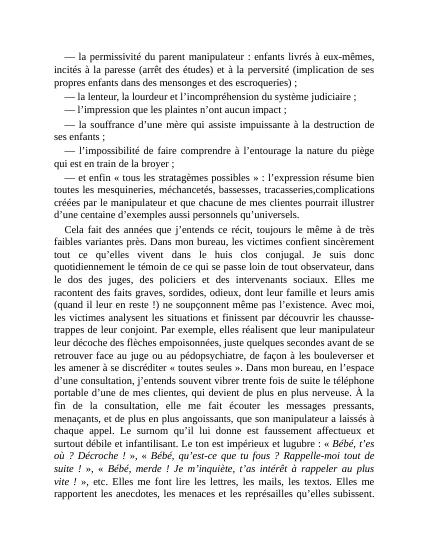 — la permissivité du parent manipulateur : enfants livrés à eux-mêmes,
incités à la paresse (arrêt des études) et à la perversité (implication de ses
propres enfants dans des mensonges et des escroqueries) ;
— la lenteur, la lourdeur et l’incompréhension du système judiciaire ;
— l’impression que les plaintes n’ont aucun impact ;
— la souffrance d’une mère qui assiste impuissante à la destruction de
ses enfants ;
— l’impossibilité de faire comprendre à l’entourage la nature du piège
qui est en train de la broyer ;
— et enfin « tous les stratagèmes possibles » : l’expression résume bien
toutes les mesquineries, méchancetés, bassesses, tracasseries,complications
créées par le manipulateur et que chacune de mes clientes pourrait illustrer
d’une centaine d’exemples aussi personnels qu’universels.
Cela fait des années que j’entends ce récit, toujours le même à de très
faibles variantes près. Dans mon bureau, les victimes confient sincèrement
tout ce qu’elles vivent dans le huis clos conjugal. Je suis donc
quotidiennement le témoin de ce qui se passe loin de tout observateur, dans
le dos des juges, des policiers et des intervenants sociaux. Elles me
racontent des faits graves, sordides, odieux, dont leur famille et leurs amis
(quand il leur en reste !) ne soupçonnent même pas l’existence. Avec moi,
les victimes analysent les situations et finissent par découvrir les chausse-
trappes de leur conjoint. Par exemple, elles réalisent que leur manipulateur
leur décoche des flèches empoisonnées, juste quelques secondes avant de se
retrouver face au juge ou au pédopsychiatre, de façon à les bouleverser et
les amener à se discréditer « toutes seules ». Dans mon bureau, en l’espace
d’une consultation, j’entends souvent vibrer trente fois de suite le téléphone
portable d’une de mes clientes, qui devient de plus en plus nerveuse. À la
fin de la consultation, elle me fait écouter les messages pressants,
menaçants, et de plus en plus angoissants, que son manipulateur a laissés à
chaque appel. Le surnom qu’il lui donne est faussement affectueux et
surtout débile et infantilisant. Le ton est impérieux et lugubre : « Bébé, t’es
où ? Décroche ! », « Bébé, qu’est-ce que tu fous ? Rappelle-moi tout de
suite ! », « Bébé, merde ! Je m’inquiète, t’as intérêt à rappeler au plus
vite ! », etc. Elles me font lire les lettres, les mails, les textos. Elles me
rapportent les anecdotes, les menaces et les représailles qu’elles subissent.